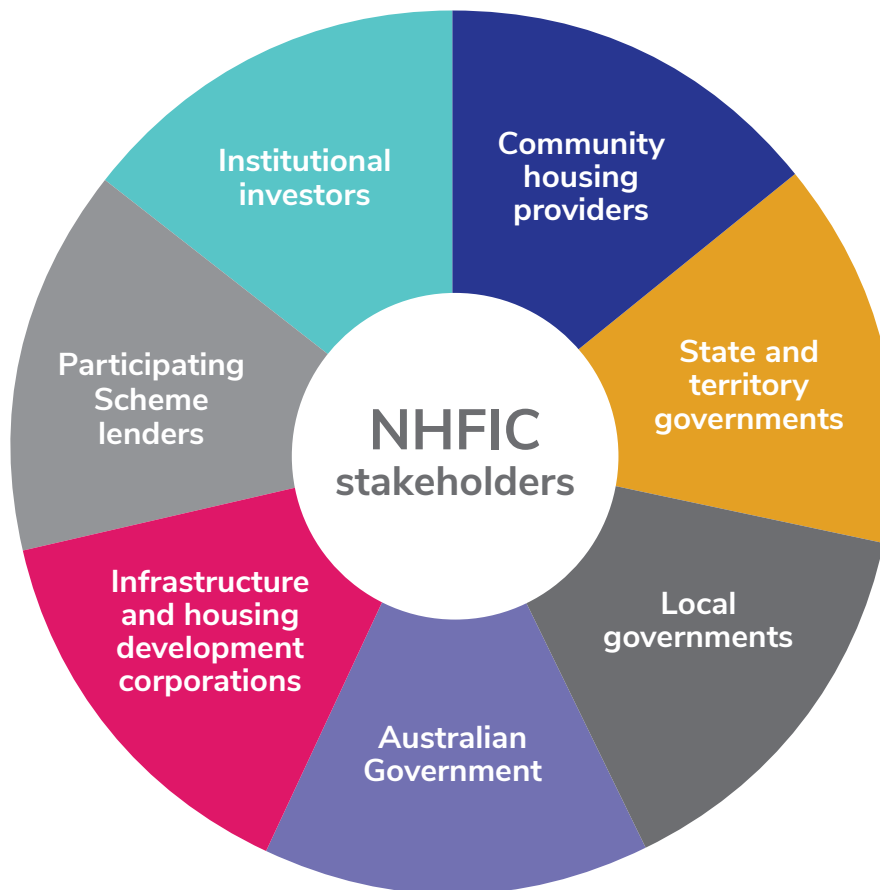 NHFIC
stakeholders
Community
housing
providers
State and
territory
governments
Local
governments
Australian
Government
Infrastructure
and housing
development
corporations
Participating
Scheme
lenders
Institutional
investors